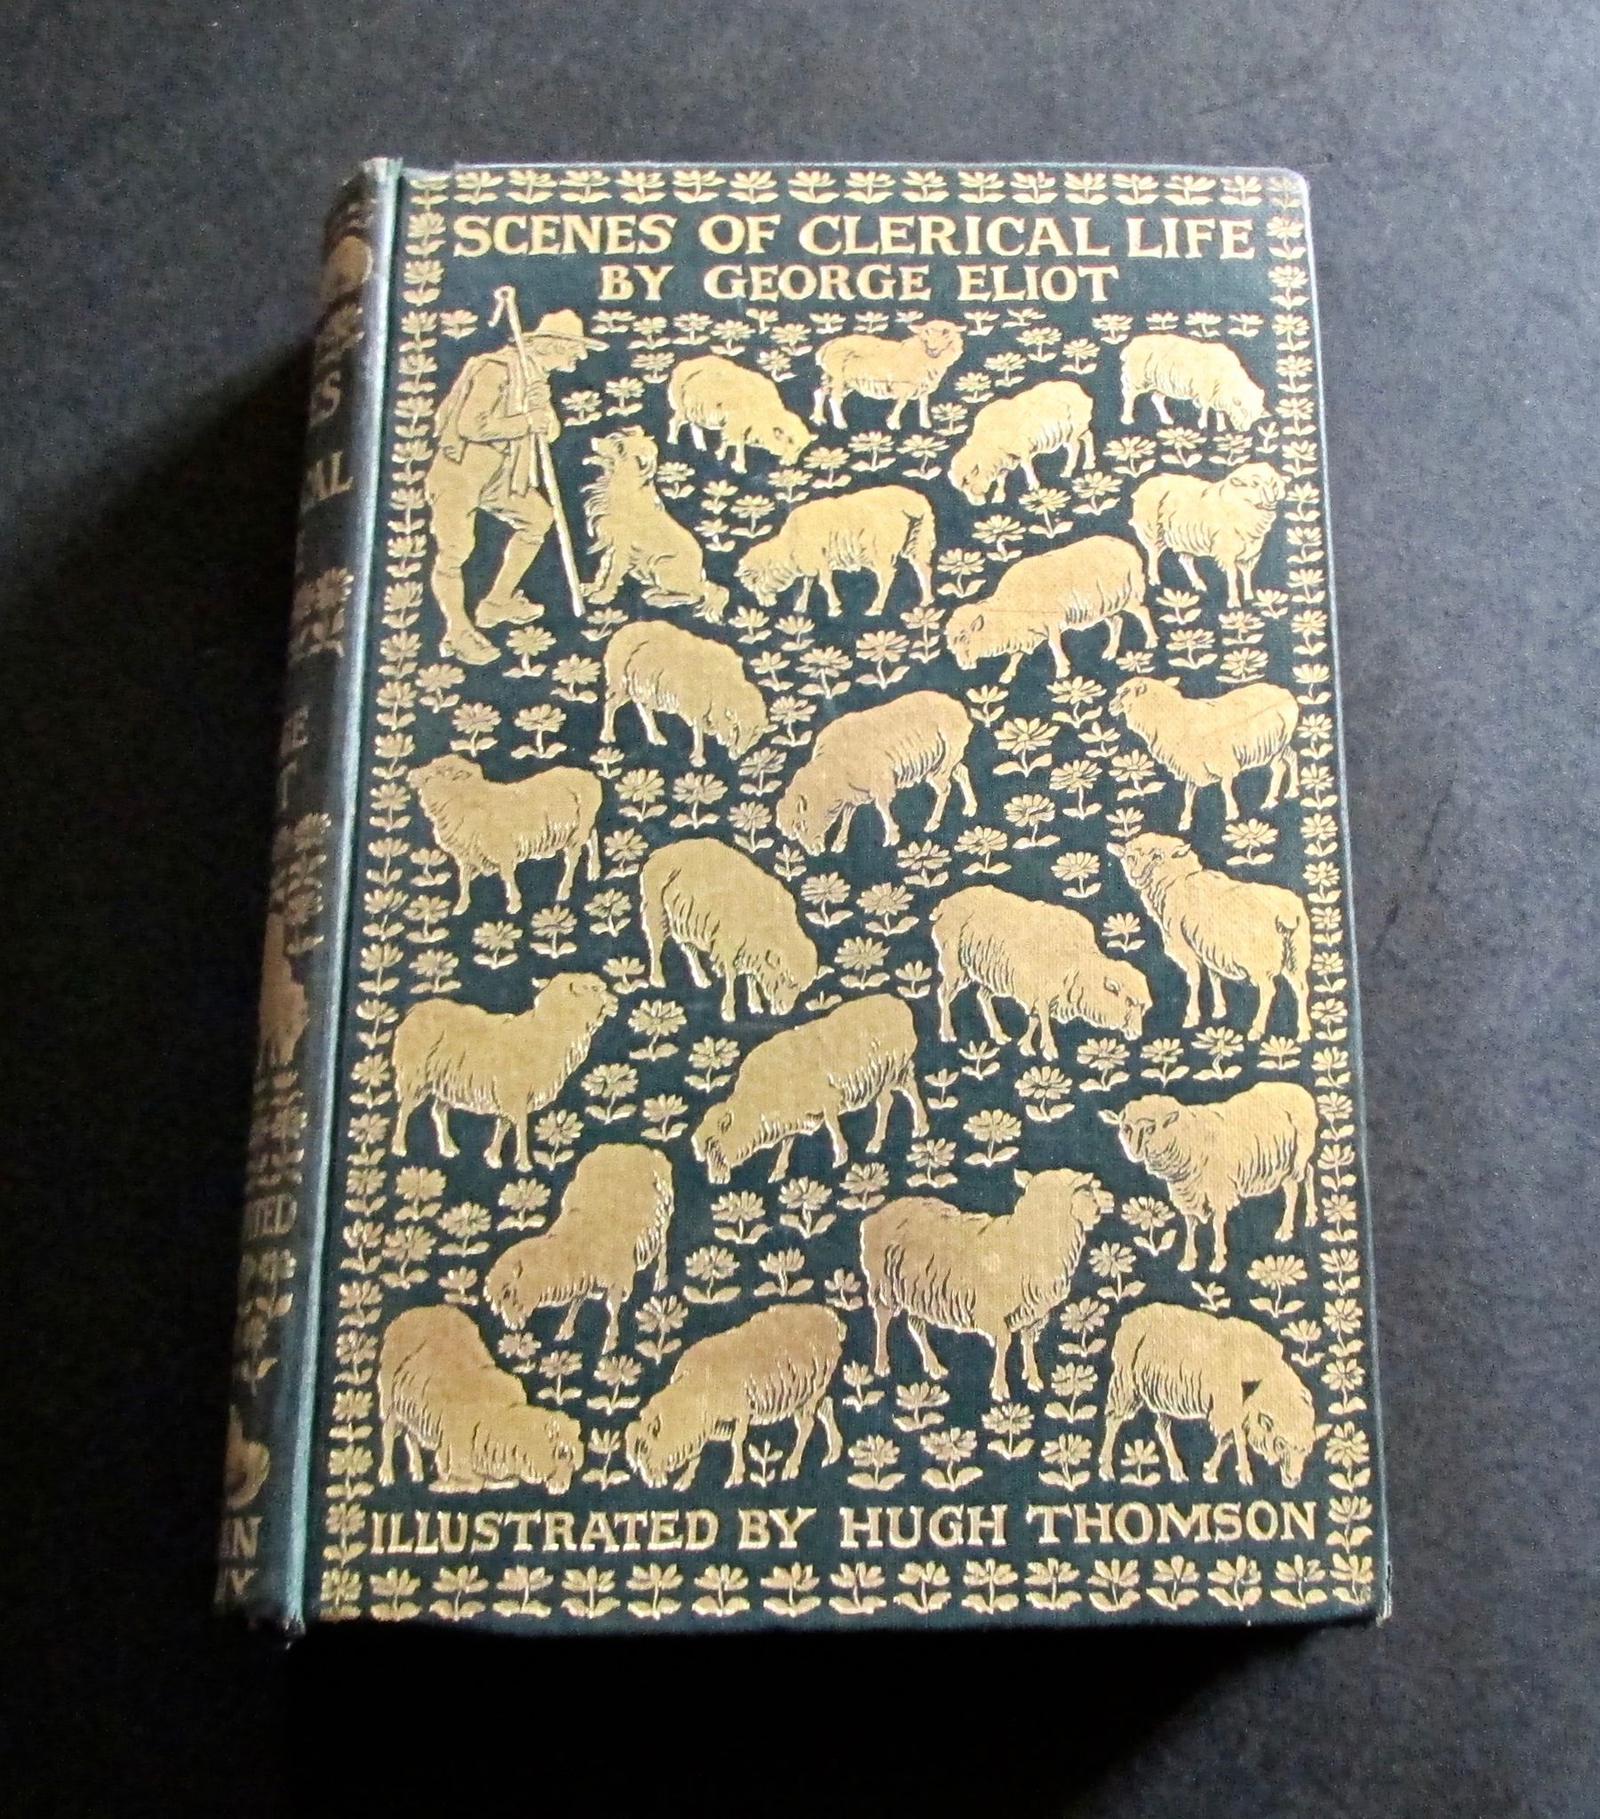 SCENES OF CLERICAL LIFE
BY GEORGE ELIOT
ILLUSTRATED BY HUGH THOMSON